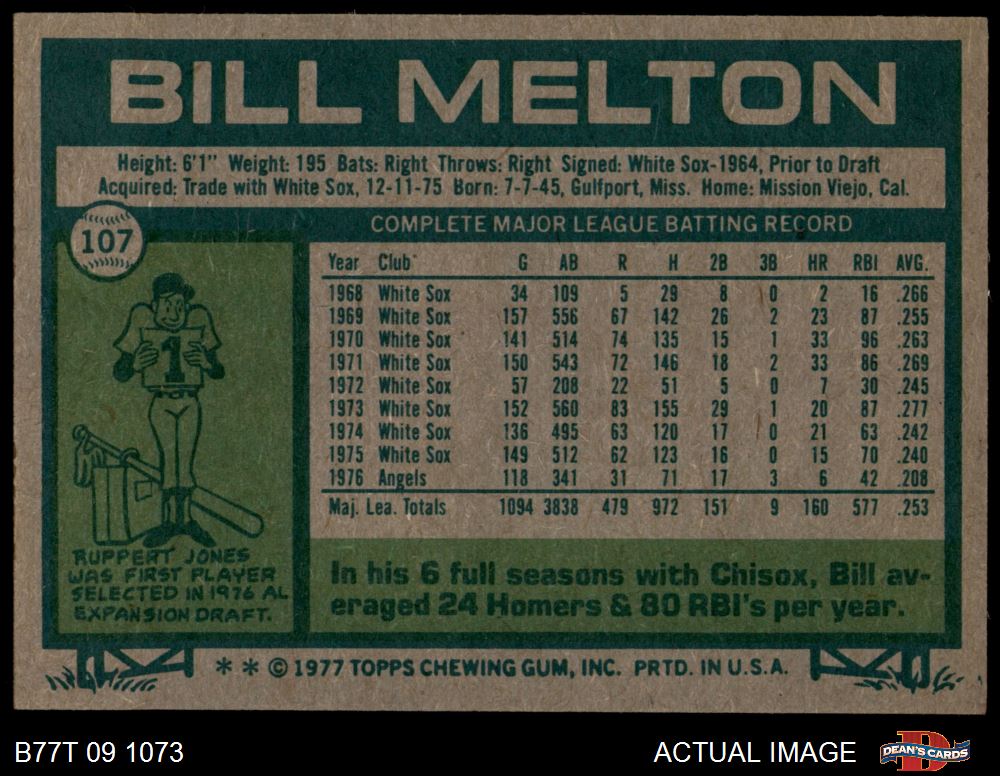 BILL MELTON
Height: 6'1" Weight: 195 Bats: Right Throws: Right Signed: White Sox-1964, Prior to Draft
Acquired: Trade with White Sox, 12-11-75 Born: 7-7-45, Gulfport, Miss. Home: Mission Viejo, Cal.
107
COMPLETE MAJOR LEAGUE BATTING RECORD
Year Club G AB R H 2B 3B HR RBI AVG.
1968 White Sox 34 109 5 29 8 0 2 16 .266
1969 White Sox 157 556 67 142 26 2 23 87 .255
1970 White Sox 141 514 74 135 15 1 33 96 .263
1971 White Sox 150 543 72 146 18 2 33 86 .269
1972 White Sox 57 208 22 51 5 0 7 30 .245
1973 White Sox 152 560 83 155 29 1 20 87 .277
1974 White Sox 136 495 63 120 17 0 21 63 .242
1975 White Sox 149 512 62 123 16 0 15 70 .240
1976 Angels 118 341 31 71 17 3 6 42 .208
Maj. Lea. Totals 1094 3838 479 972 151 9 160 577 .253
1
RUPPERT JONES
WAS FIRST PLAYER
SELECTED IN 1976 AL
EXPANSION DRAFT.
In his 6 full seasons with Chisox, Bill av-
eraged 24 Homers & 80 RBI's per year.
* * © 1977 TOPPS CHEWING GUM, INC. PRTD. IN U.S.A.
B77T 09 1073
ACTUAL IMAGE
D
DEAN'S CARDS